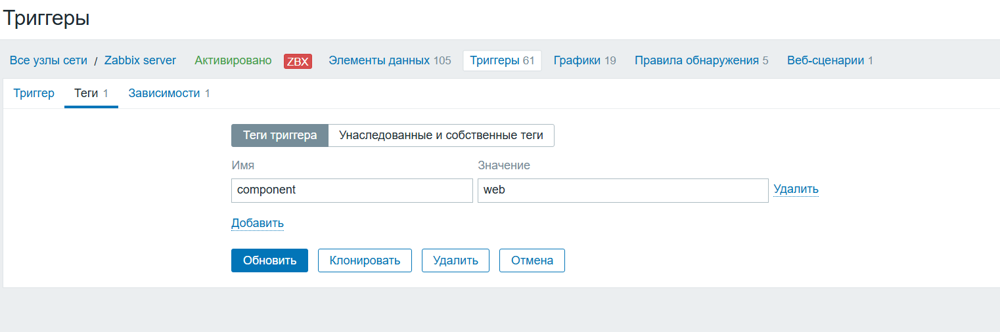 Триггеры
Все узлы сети / Zabbix server Активировано ZBX Элементы данных 105 Триггеры 61 Графики 19 Правила обнаружения 5 Веб-сценарии 1
Триггер Теги 1 Зависимости 1
Теги триггера Унаследованные и собственные теги
Имя Значение
component web Удалить
Добавить
Обновить Клонировать Удалить Отмена